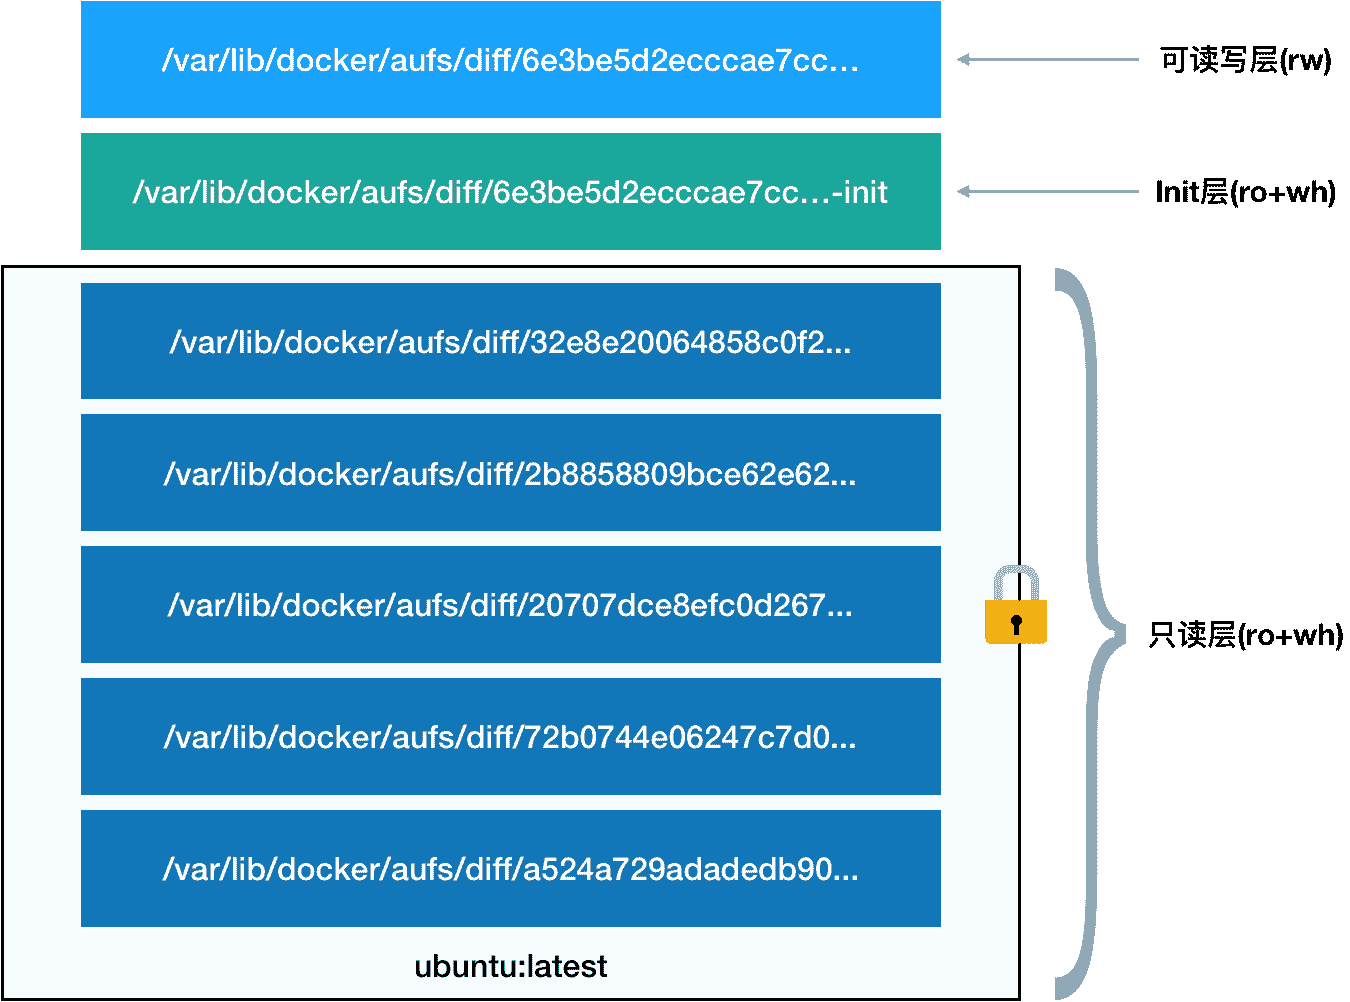 /var/lib/docker/aufs/diff/6e3be5d2ecccae7cc...
可读写层(rw)
/var/lib/docker/aufs/diff/6e3be5d2ecccae7cc...-init
Init层(ro+wh)
/var/lib/docker/aufs/diff/32e8e20064858c0f2...
/var/lib/docker/aufs/diff/2b8858809bce62e62...
/var/lib/docker/aufs/diff/20707dce8efc0d267...
只读层(ro+wh)
/var/lib/docker/aufs/diff/72b0744e06247c7d0...
/var/lib/docker/aufs/diff/a524a729adadedb90...
ubuntu:latest